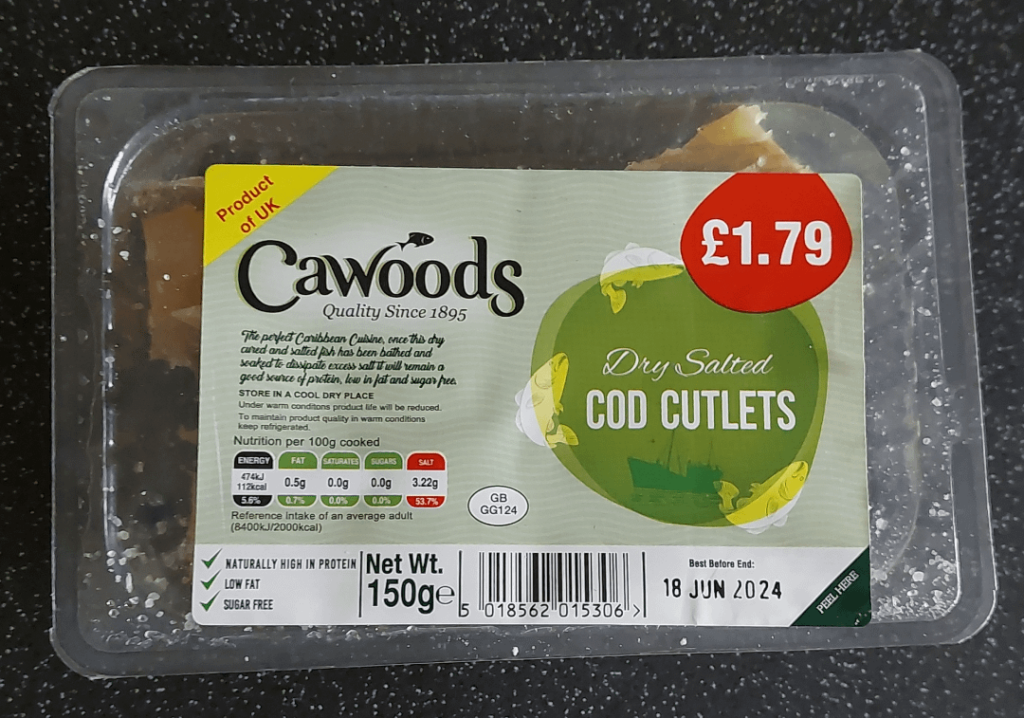 Product
of UK
£1.79
Cawoods
Quality Since 1895
The perfect Caribbean Cuisine, once this dry
cured and salted fish has been bathed and
soaked to dissipate excess salt it will remain a
good source of protein, low in fat and sugar free.
STORE IN A COOL DRY PLACE
Under warm conditons product life will be reduced.
To maintain product quality in warm conditions
keep refrigerated.
Dry Salted
COD CUTLETS
Nutrition per 100g cooked
ENERGY FAT SATURATES SUGARS SALT
474kJ
112kcal 0.5g 0.0g 0.0g 3.22g
5.6% 0.7% 0.0% 0.0% 53.7%
Reference intake of an average adult
(8400kJ/2000kcal)
GB
GG124
NATURALLY HIGH IN PROTEIN
LOW FAT
SUGAR FREE
Net Wt.
150g e
5 018562 015306 >
Best Before End:
18 JUN 2024
PEEL HERE